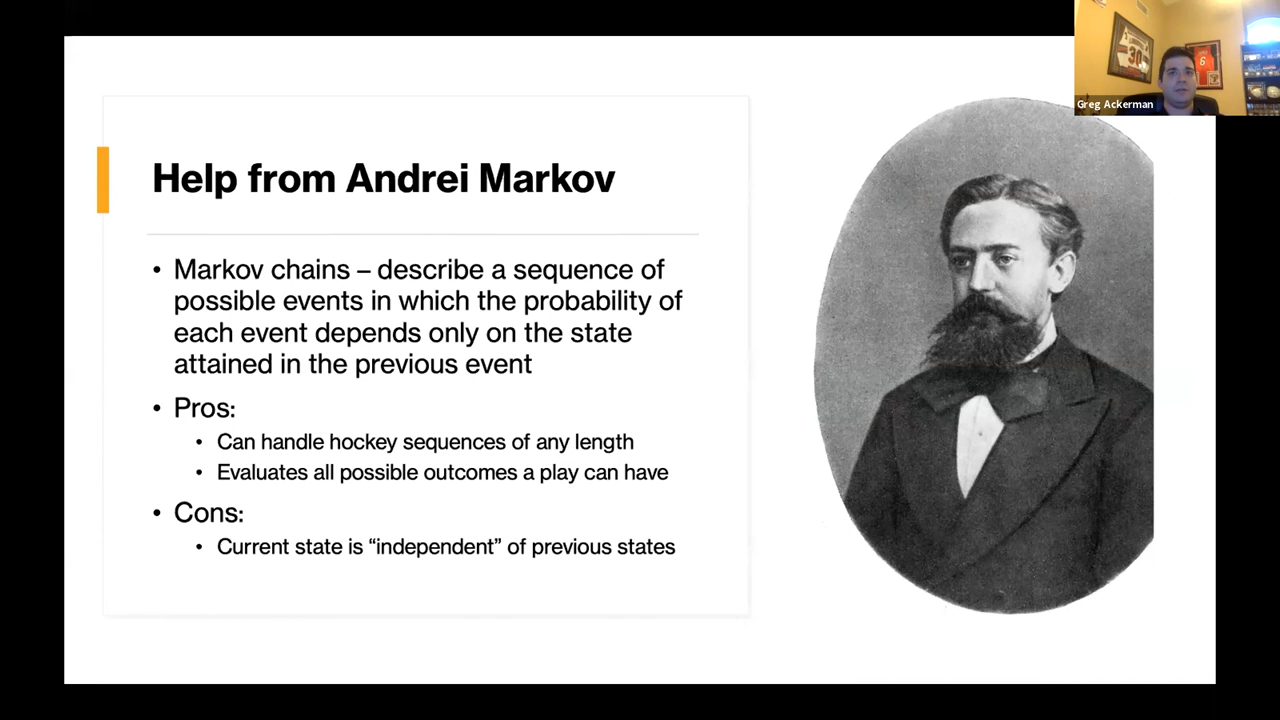 Greg Ackerman
30
6
Help from Andrei Markov
• Markov chains – describe a sequence of
possible events in which the probability of
each event depends only on the state
attained in the previous event
• Pros:
• Can handle hockey sequences of any length
• Evaluates all possible outcomes a play can have
• Cons:
• Current state is “independent” of previous states